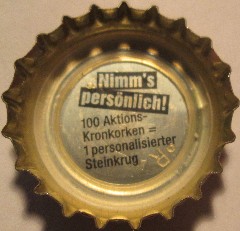 Nimm's
persönlich!
100 Aktions-
Kronkorken =
1 personalisierter
Steinkrug